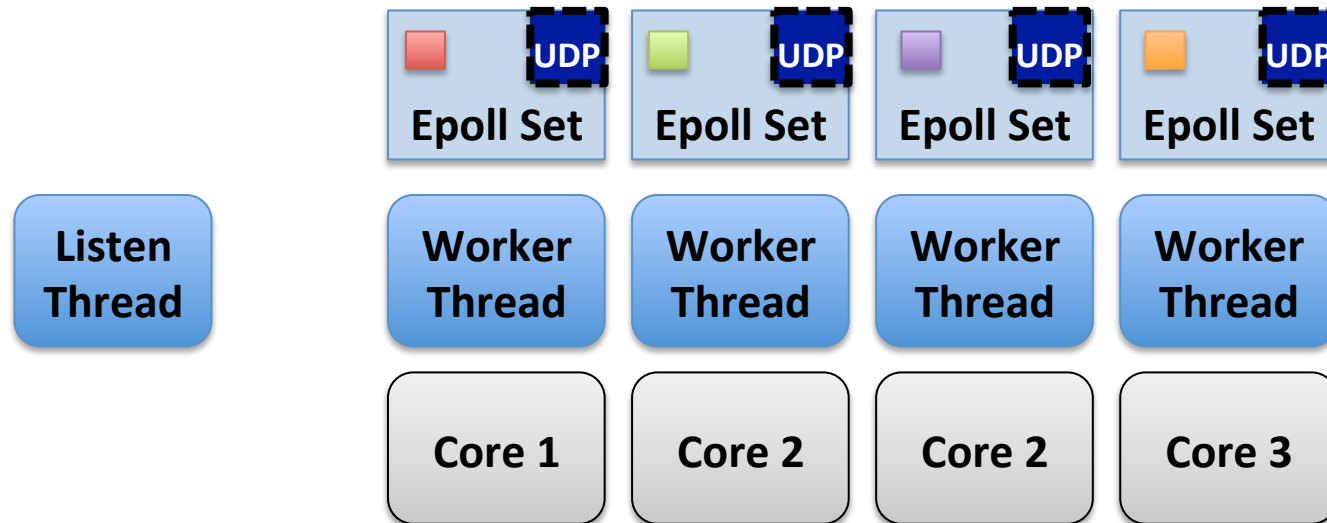 UDP UDP UDP UDP
Epoll Set Epoll Set Epoll Set Epoll Set
Listen Worker Worker Worker Worker
Thread Thread Thread Thread Thread
Core 1 Core 2 Core 2 Core 3